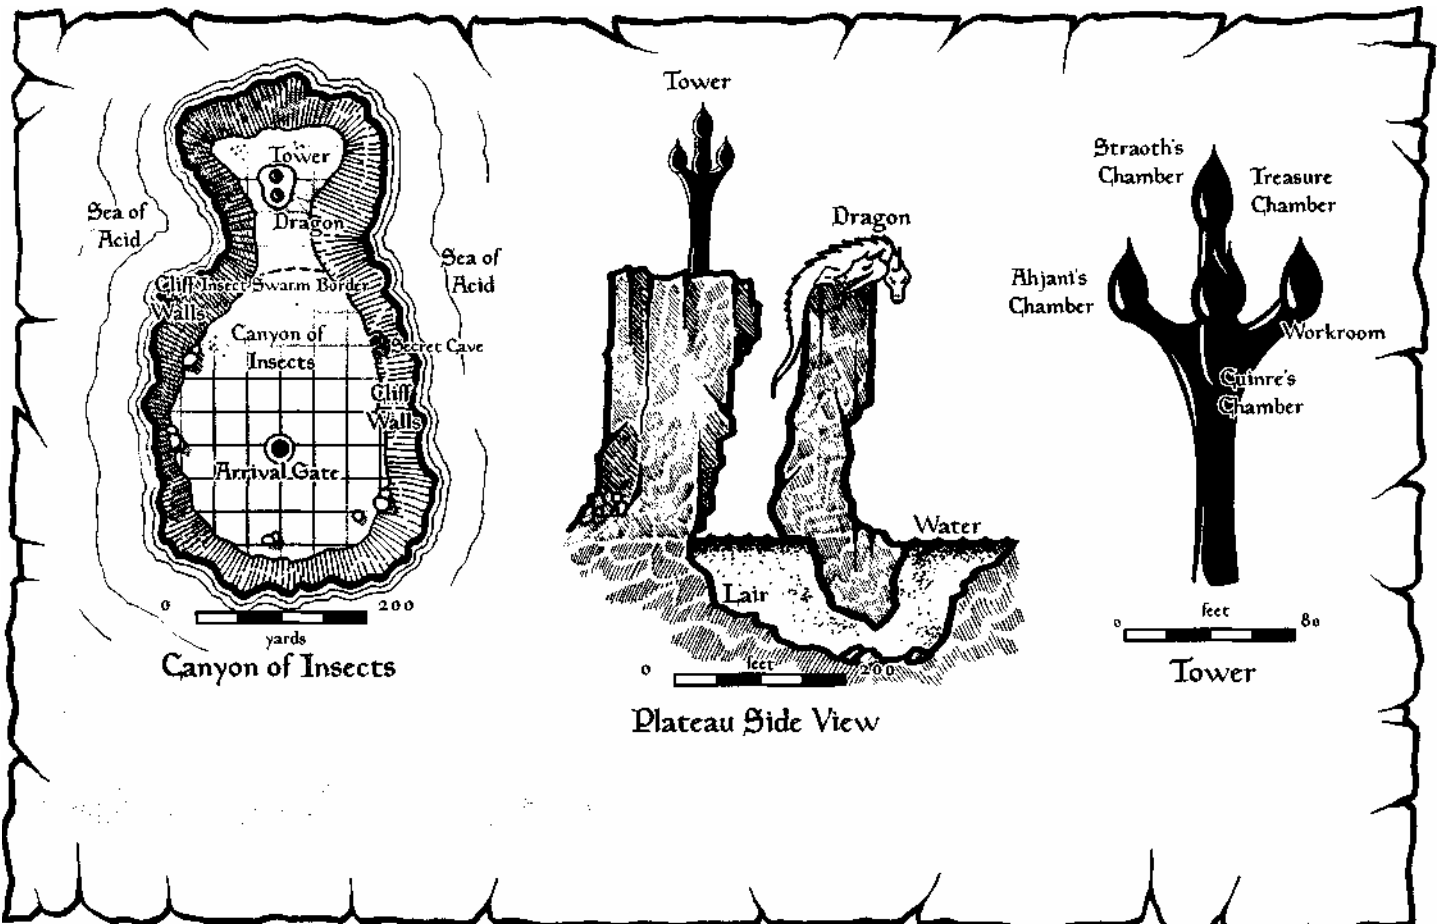 Tower
Dragon
Sea of
Acid
Sea of
Acid
Cliff
Walls
Insect Swarm Border
Canyon of
Insects
Secret Cave
Cliff
Walls
Arrival Gate
0 200
yards
Canyon of Insects
Tower
Dragon
Water
Lair
0 feet 200
Plateau Side View
Straoth's
Chamber
Treasure
Chamber
Ahjani's
Chamber
Workroom
Cuinre's
Chamber
feet
0 80
Tower